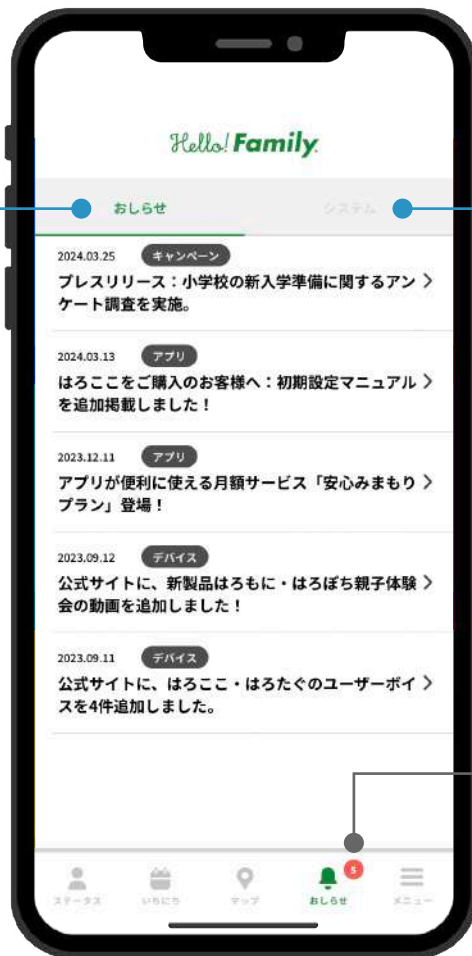 Hello! Family.
おしらせ
システム
2024.03.25 キャンペーン
プレスリリース：小学校の新入学準備に関するアン
ケート調査を実施。
2024.03.13 アプリ
はろここをご購入のお客様へ：初期設定マニュアル
を追加掲載しました！
2023.12.11 アプリ
アプリが便利に使える月額サービス「安心みまもり
プラン」登場！
2023.09.12 デバイス
公式サイトに、新製品はろもに・はろぽち親子体験
会の動画を追加しました！
2023.09.11 デバイス
公式サイトに、はろここ・はろたぐのユーザーボイ
スを4件追加しました。
5
ステータス いちにち マップ おしらせ メニュー